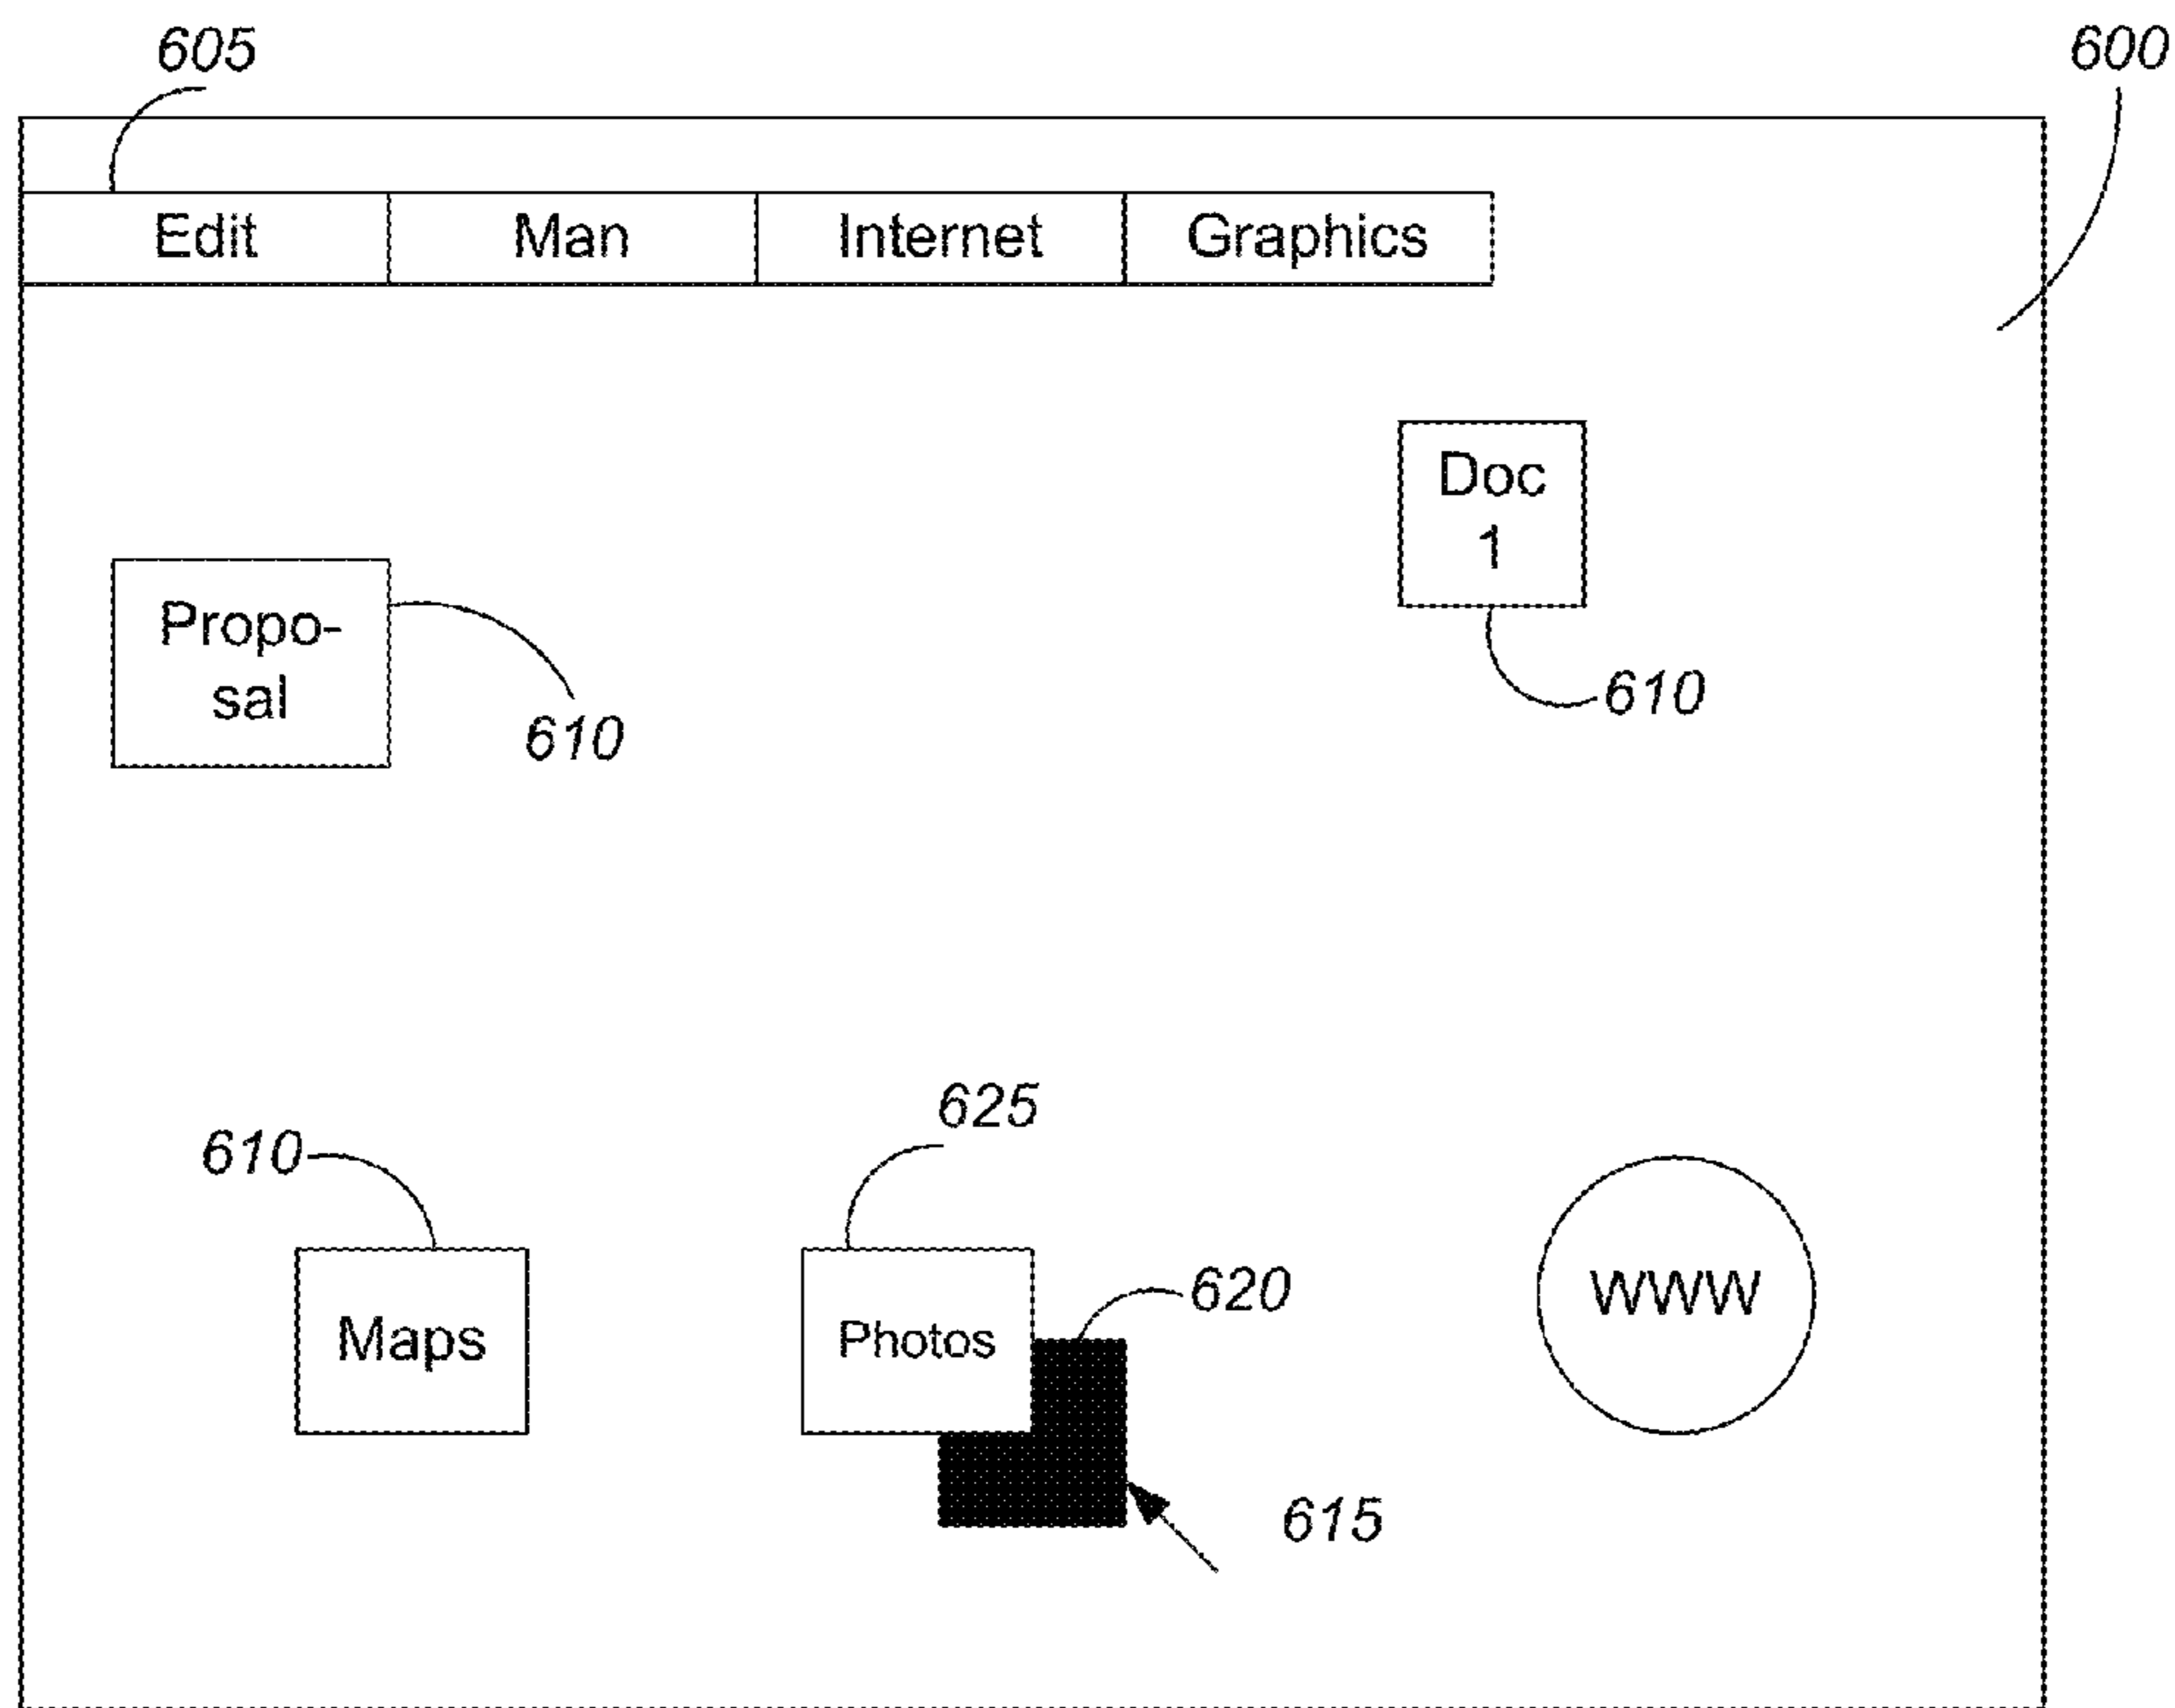 605
600
Edit Man Internet Graphics
Doc
1
Propo-
sal
610
610
625
610
620
WWW
Maps
Photos
615